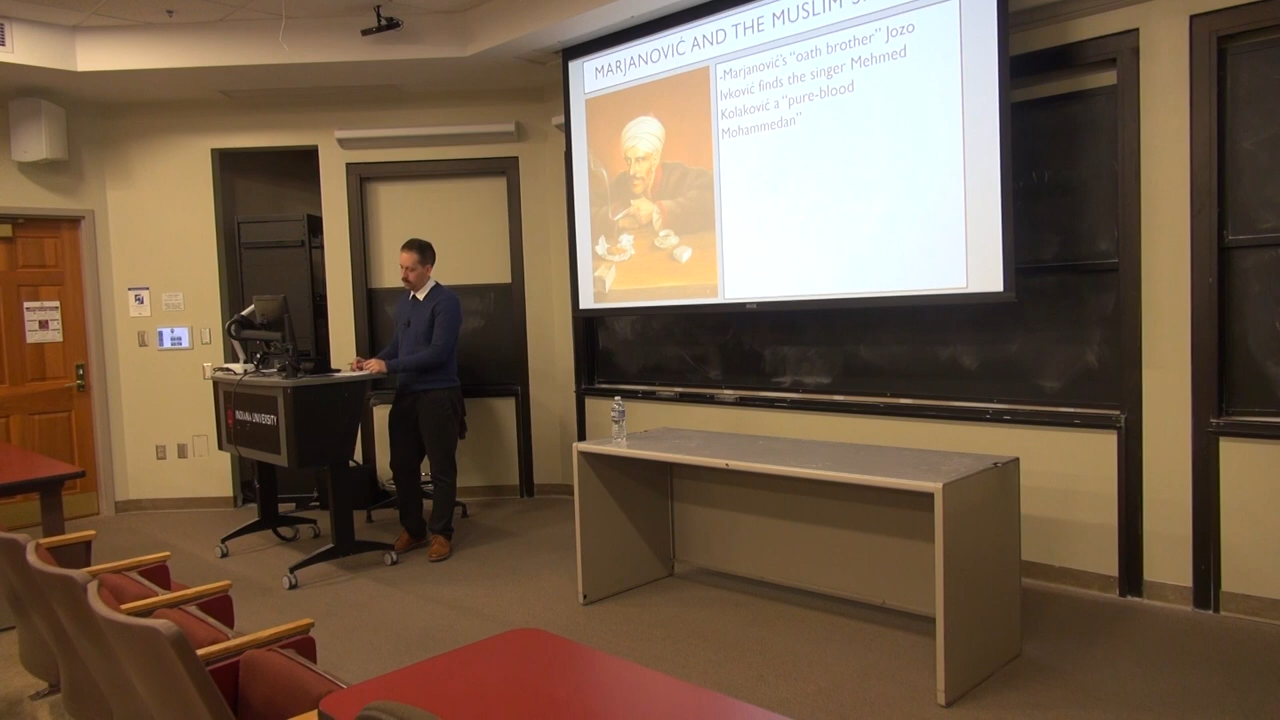 MARJANOVIĆ AND THE MUSLIM
-Marjanović's "oath brother" Jozo
Ivković finds the singer Mehmed
Kolaković a "pure-blood
Mohammedan"
INDIANA UNIVERSITY